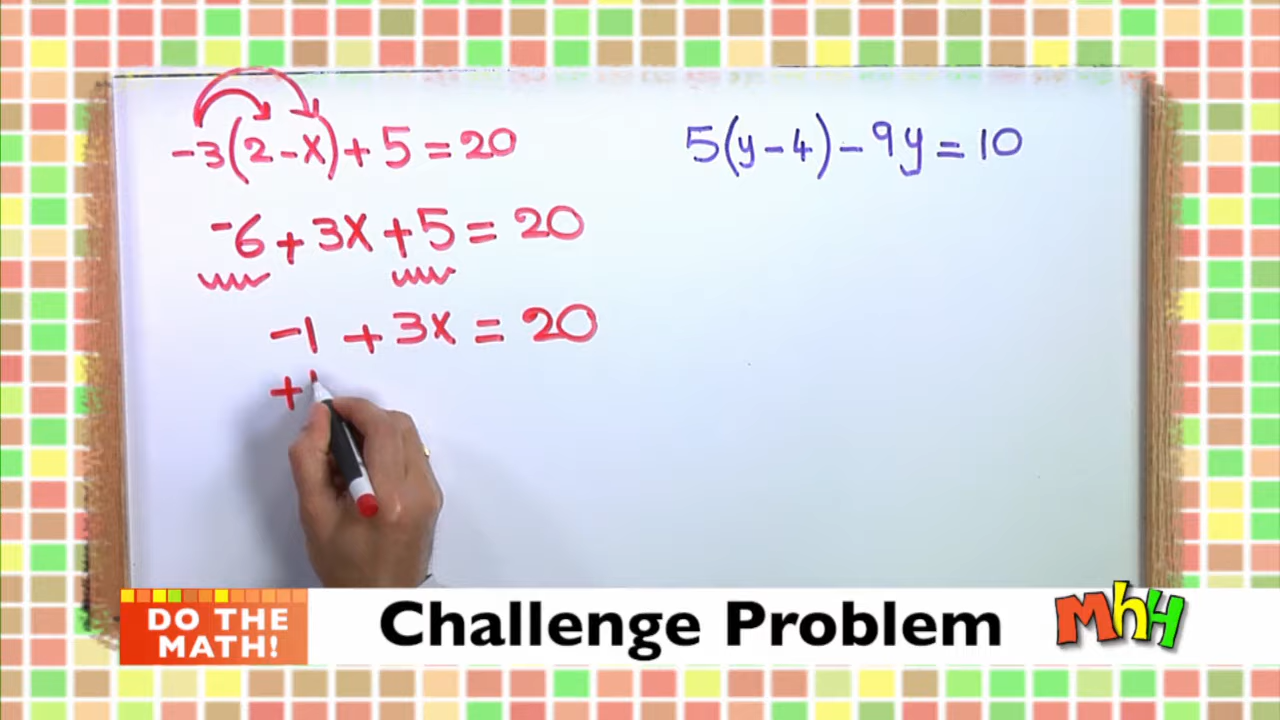 -3(2-x)+5=20
-6+3x+5=20
-1+3x=20
+
5(y-4)-9y=10
DO THE
MATH!
Challenge Problem
Mh4